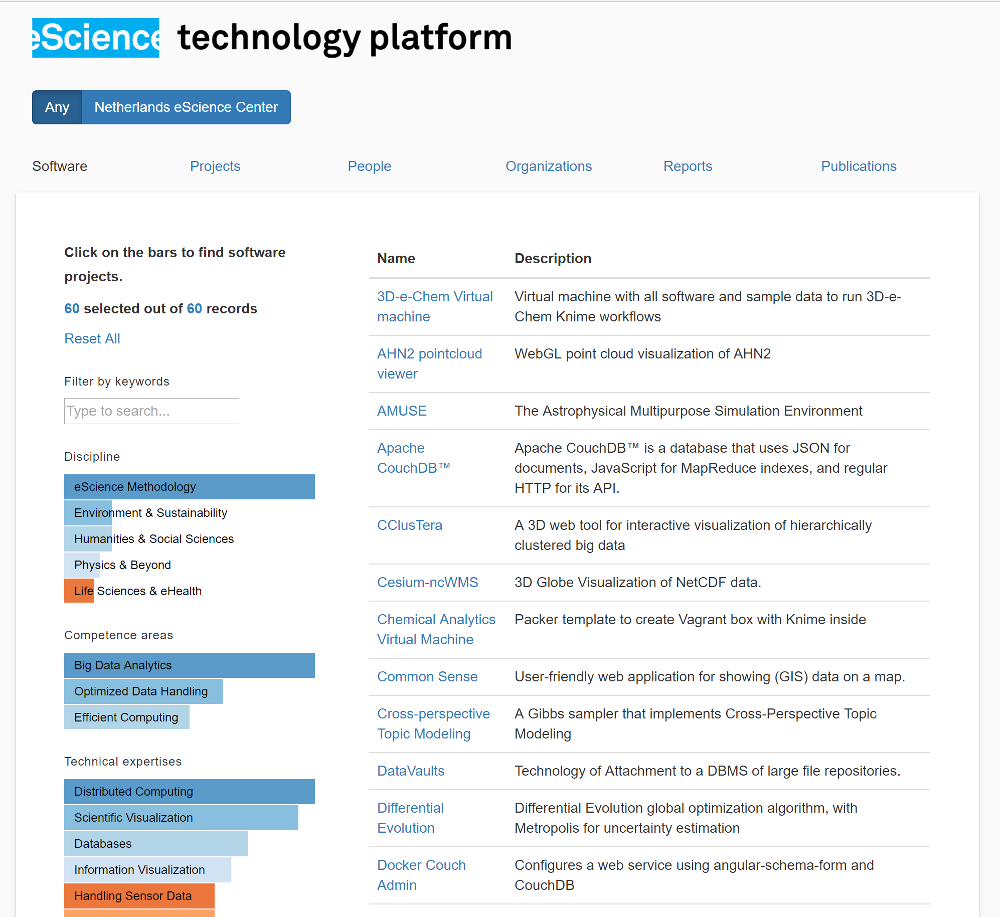 eScience technology platform
Any Netherlands eScience Center
Software Projects People Organizations Reports Publications
Click on the bars to find software
projects.
60 selected out of 60 records
Reset All
Filter by keywords
Type to search...
Discipline
eScience Methodology
Environment & Sustainability
Humanities & Social Sciences
Physics & Beyond
Life Sciences & eHealth
Competence areas
Big Data Analytics
Optimized Data Handling
Efficient Computing
Technical expertises
Distributed Computing
Scientific Visualization
Databases
Information Visualization
Handling Sensor Data
Name Description
3D-e-Chem Virtual Virtual machine with all software and sample data to run 3D-e-
machine Chem Knime workflows
AHN2 pointcloud WebGL point cloud visualization of AHN2
viewer
AMUSE The Astrophysical Multipurpose Simulation Environment
Apache Apache CouchDB™ is a database that uses JSON for
CouchDB™ documents, JavaScript for MapReduce indexes, and regular
HTTP for its API.
CClusTera A 3D web tool for interactive visualization of hierarchically
clustered big data
Cesium-ncWMS 3D Globe Visualization of NetCDF data.
Chemical Analytics Packer template to create Vagrant box with Knime inside
Virtual Machine
Common Sense User-friendly web application for showing (GIS) data on a map.
Cross-perspective A Gibbs sampler that implements Cross-Perspective Topic
Topic Modeling Modeling
DataVaults Technology of Attachment to a DBMS of large file repositories.
Differential Differential Evolution global optimization algorithm, with
Evolution Metropolis for uncertainty estimation
Docker Couch Configures a web service using angular-schema-form and
Admin CouchDB